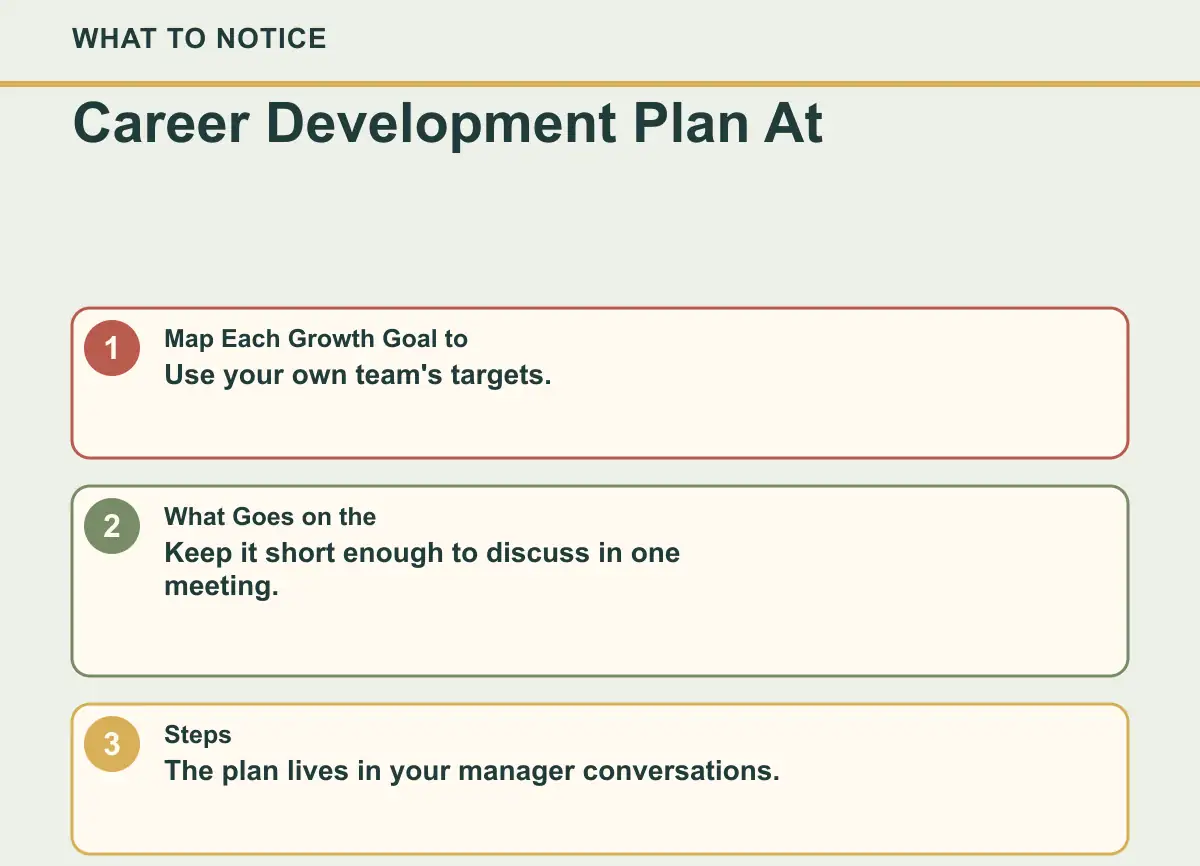 WHAT TO NOTICE
Career Development Plan At
1
Map Each Growth Goal to
Use your own team's targets.
2
What Goes on the
Keep it short enough to discuss in one
meeting.
3
Steps
The plan lives in your manager conversations.